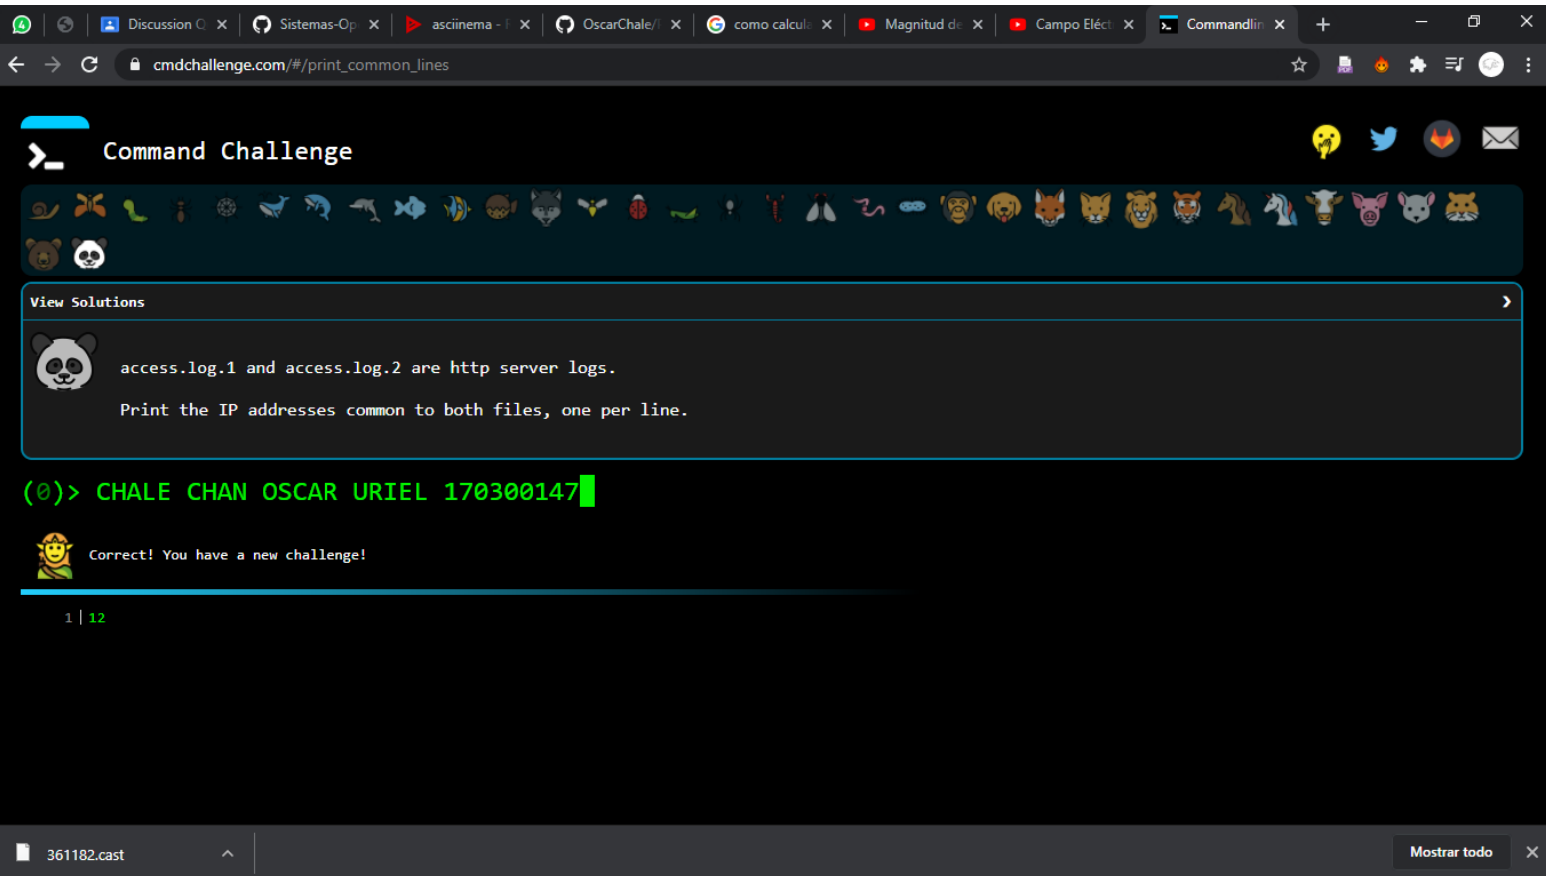 4
Discussion Q
Sistemas-Op
asciinema - F
OscarChale/
como calcula
Magnitud de
Campo Eléct
Commandlin
cmdchallenge.com/#/print_common_lines
Command Challenge
View Solutions
access.log.1 and access.log.2 are http server logs.
Print the IP addresses common to both files, one per line.
(0)> CHALE CHAN OSCAR URIEL 170300147
Correct! You have a new challenge!
1 | 12
361182.cast
Mostrar todo